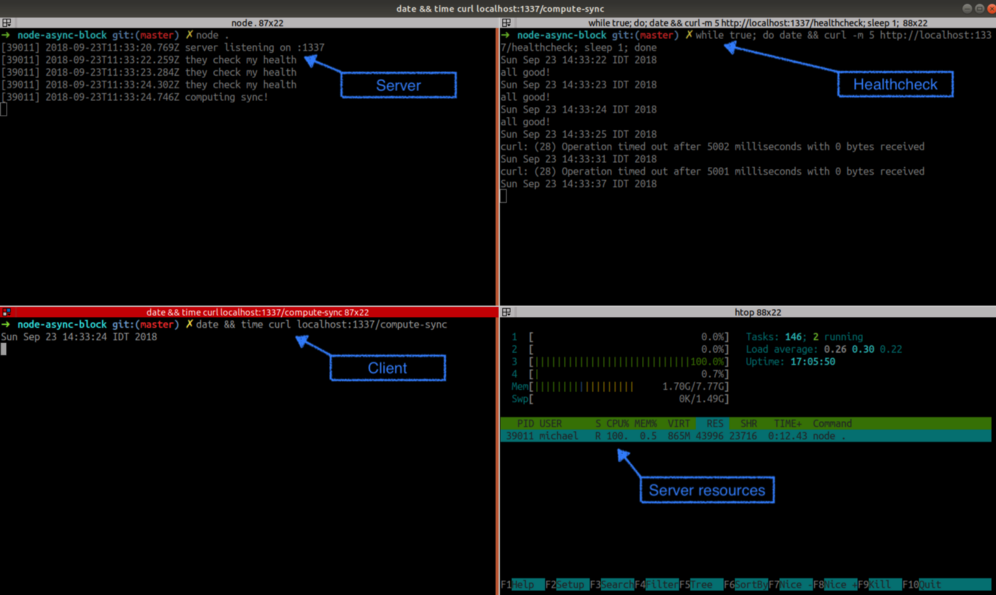 date && time curl localhost:1337/compute-sync
node . 87x22
➜ node-async-block git:(master) ✗ node .
[39011] 2018-09-23T11:33:20.769Z server listening on :1337
[39011] 2018-09-23T11:33:22.259Z they check my health
[39011] 2018-09-23T11:33:23.284Z they check my health
[39011] 2018-09-23T11:33:24.302Z they check my health
[39011] 2018-09-23T11:33:24.746Z computing sync!
Server
while true; do; date && curl -m 5 http://localhost:1337/healthcheck; sleep 1; 88x22
➜ node-async-block git:(master) ✗ while true; do date && curl -m 5 http://localhost:133
7/healthcheck; sleep 1; done
Sun Sep 23 14:33:22 IDT 2018
all good!
Sun Sep 23 14:33:23 IDT 2018
all good!
Sun Sep 23 14:33:24 IDT 2018
all good!
Sun Sep 23 14:33:25 IDT 2018
curl: (28) Operation timed out after 5002 milliseconds with 0 bytes received
Sun Sep 23 14:33:31 IDT 2018
curl: (28) Operation timed out after 5001 milliseconds with 0 bytes received
Sun Sep 23 14:33:37 IDT 2018
Healthcheck
date && time curl localhost:1337/compute-sync 87x22
➜ node-async-block git:(master) ✗ date && time curl localhost:1337/compute-sync
Sun Sep 23 14:33:24 IDT 2018
Client
htop 88x22
1 [ 0.0%] Tasks: 146; 2 running
2 [ 0.0%] Load average: 0.26 0.30 0.22
3 [||||||||||||||||||||||||||||100.0%] Uptime: 17:05:50
4 [| 0.7%]
Mem[|||||||||||||||||| 1.70G/7.77G]
Swp[ 0K/1.49G]
PID USER S CPU% MEM% VIRT RES SHR TIME+ Command
39011 michael R 100. 0.5 865M 43996 23716 0:12.43 node .
Server resources
F1Help F2Setup F3SearchF4FilterF5Tree F6SortByF7Nice -F8Nice +F9Kill F10Quit